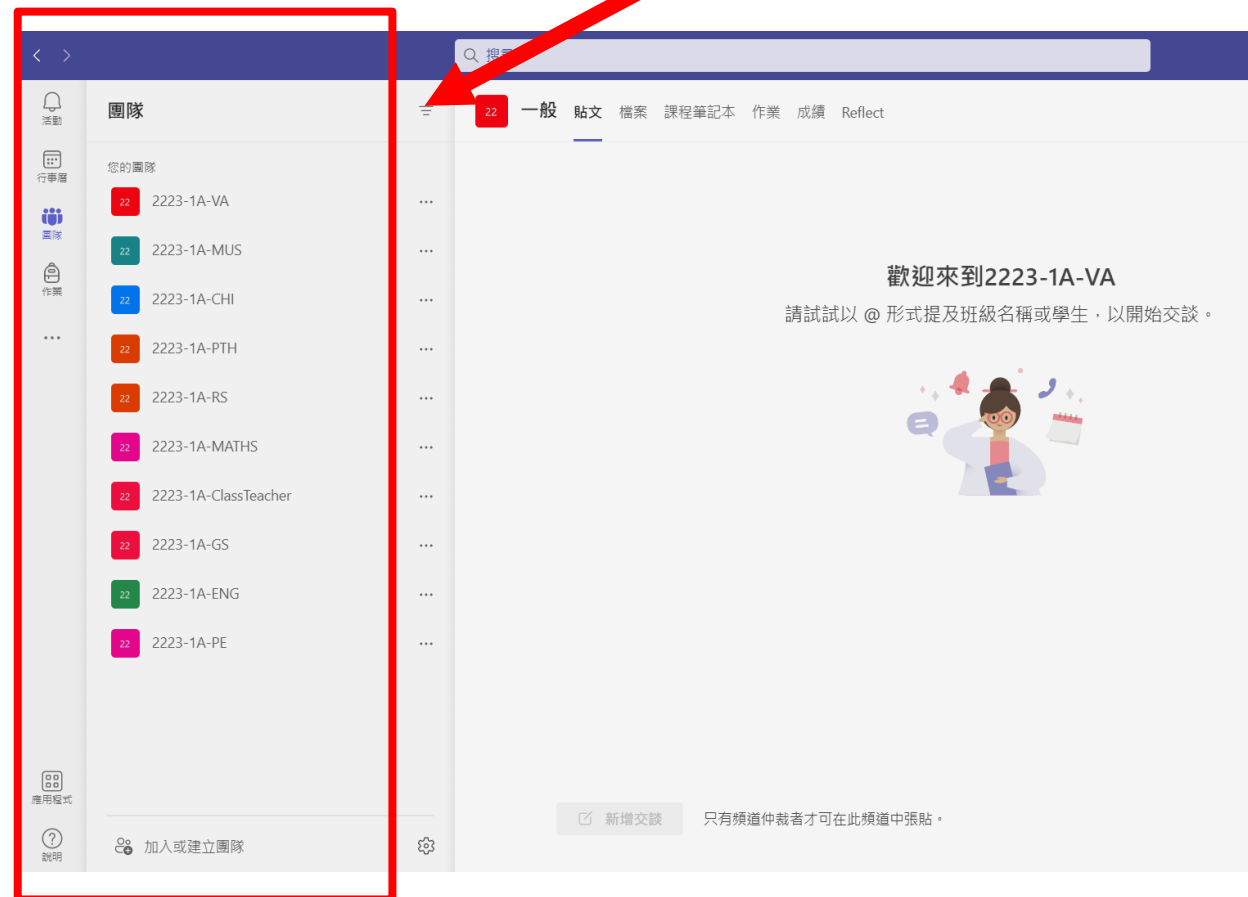 搜尋
活動
行事曆
團隊
作業
應用程式
說明
團隊
您的團隊
22 2223-1A-VA
22 2223-1A-MUS
22 2223-1A-CHI
22 2223-1A-PTH
22 2223-1A-RS
22 2223-1A-MATHS
22 2223-1A-ClassTeacher
22 2223-1A-GS
22 2223-1A-ENG
22 2223-1A-PE
加入或建立團隊
22 一般 貼文 檔案 課程筆記本 作業 成績 Reflect
歡迎來到2223-1A-VA
請試試以 @ 形式提及班級名稱或學生，以開始交談。
新增交談 只有頻道仲裁者才可在此頻道中張貼。